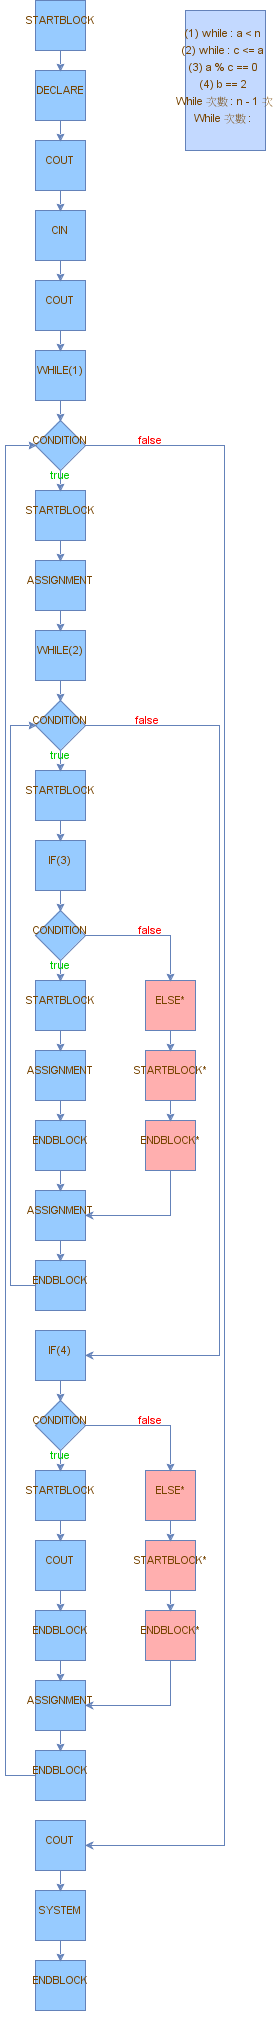 STARTBLOCK
(1) while : a < n
(2) while : c <= a
(3) a % c == 0
(4) b == 2
While 次數 : n - 1 次
While 次數 :
DECLARE
COUT
CIN
COUT
WHILE(1)
CONDITION
false
true
STARTBLOCK
ASSIGNMENT
WHILE(2)
CONDITION
false
true
STARTBLOCK
IF(3)
CONDITION
false
true
STARTBLOCK
ELSE*
ASSIGNMENT
STARTBLOCK*
ENDBLOCK
ENDBLOCK*
ASSIGNMENT
ENDBLOCK
IF(4)
CONDITION
false
true
STARTBLOCK
ELSE*
COUT
STARTBLOCK*
ENDBLOCK
ENDBLOCK*
ASSIGNMENT
ENDBLOCK
COUT
SYSTEM
ENDBLOCK